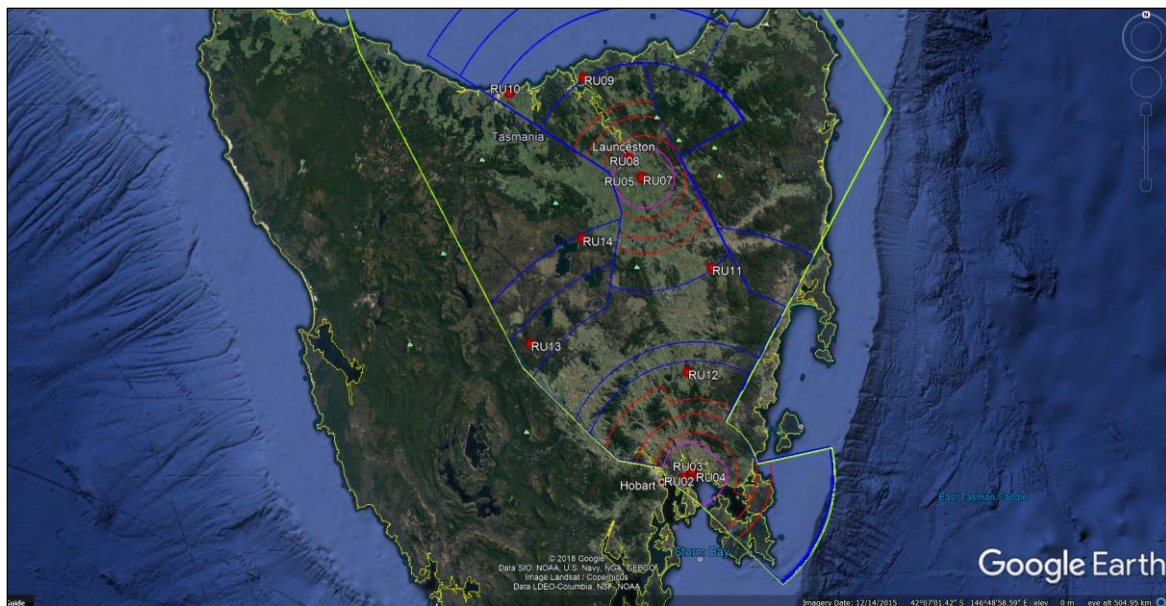 N
RU09
RU10
Tasmania
Launceston
RU08
RU05
RU07
RU14
RU11
RU13
RU12
RU03
RU04
RU02
Hobart
East Tasman Saddle
Storm Bay
© 2018 Google
Data SIO, NOAA, U.S. Navy, NGA, GEBCO
Image Landsat / Copernicus
Data LDEO-Columbia, NSF, NOAA
Google Earth
Guide
Imagery Date: 12/14/2015 42°07'01.42" S 146°48'58.59" E elev 0 m eye alt 504.95 km